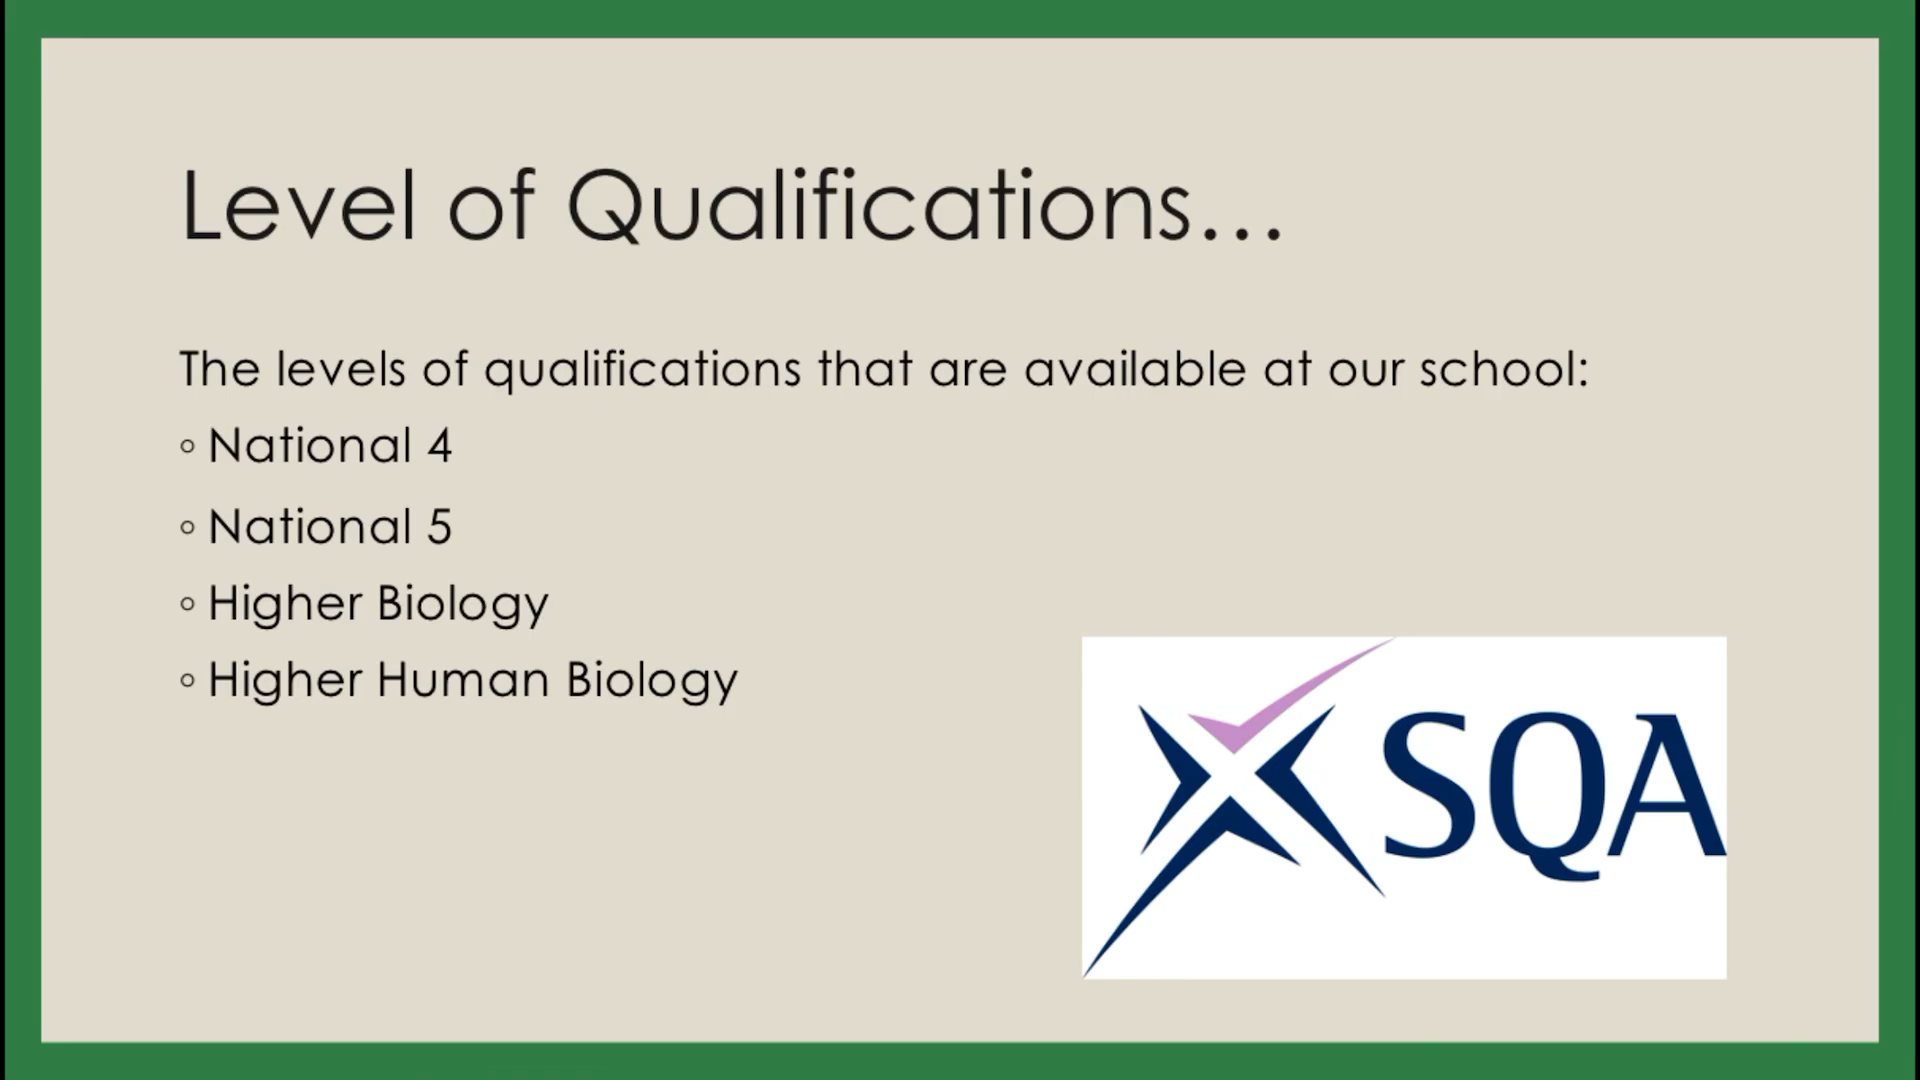 Level of Qualifications...
The levels of qualifications that are available at our school:
◦ National 4
◦ National 5
◦ Higher Biology
◦ Higher Human Biology
SQA